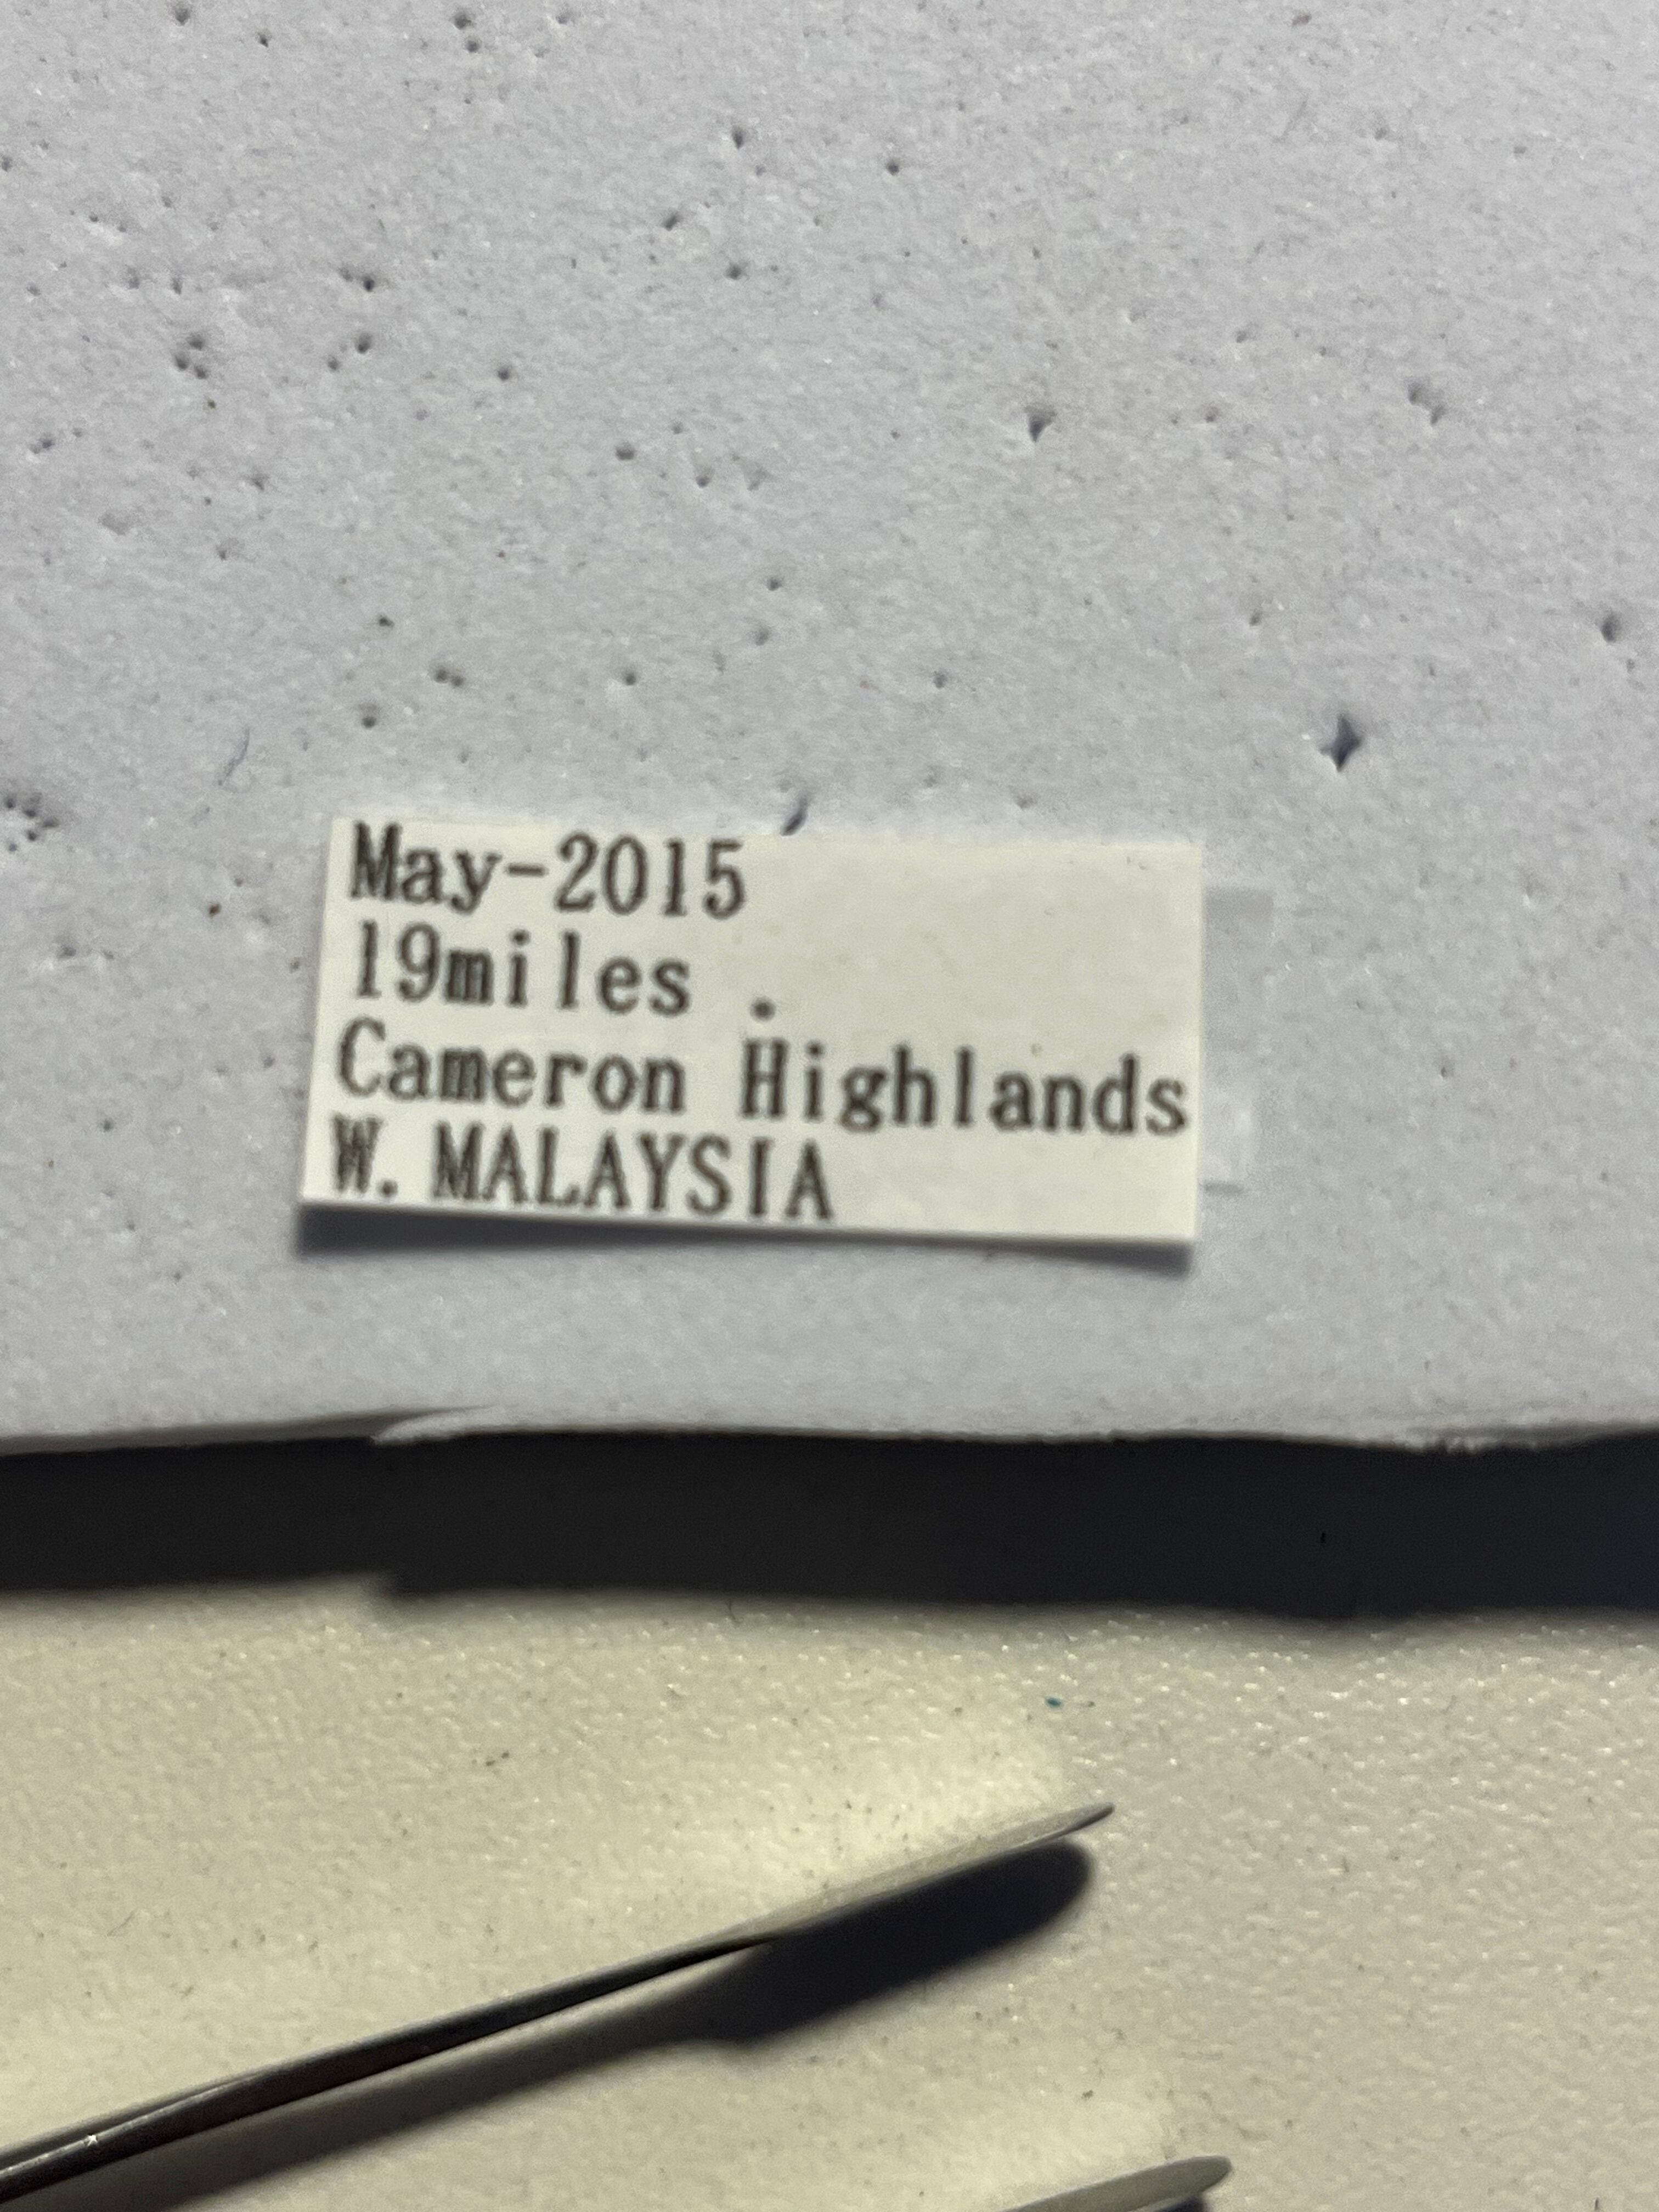 May-2015
19miles .
Cameron Highlands
W. MALAYSIA